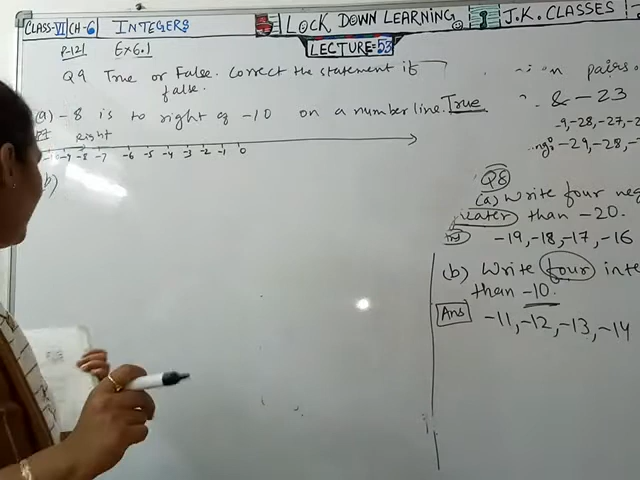 CLASS-VI CH-6 INTEGERS
LOCK DOWN LEARNING
J.K. CLASSES
P-121 Ex 6.1
LECTURE=53
Q9 True or False. Correct the statement if
false.
(a) -8 is to right of -10 on a number line. True
right
-9 -8 -7 -6 -5 -4 -3 -2 -1 0
(b)
pairs.
& -23
-9, -28, -27, -2
-29, -28, -
Q8
(a) Write four neg
than -20.
-19, -18, -17, -16
(b) Write four inte
than -10.
Ans -11, -12, -13, -14